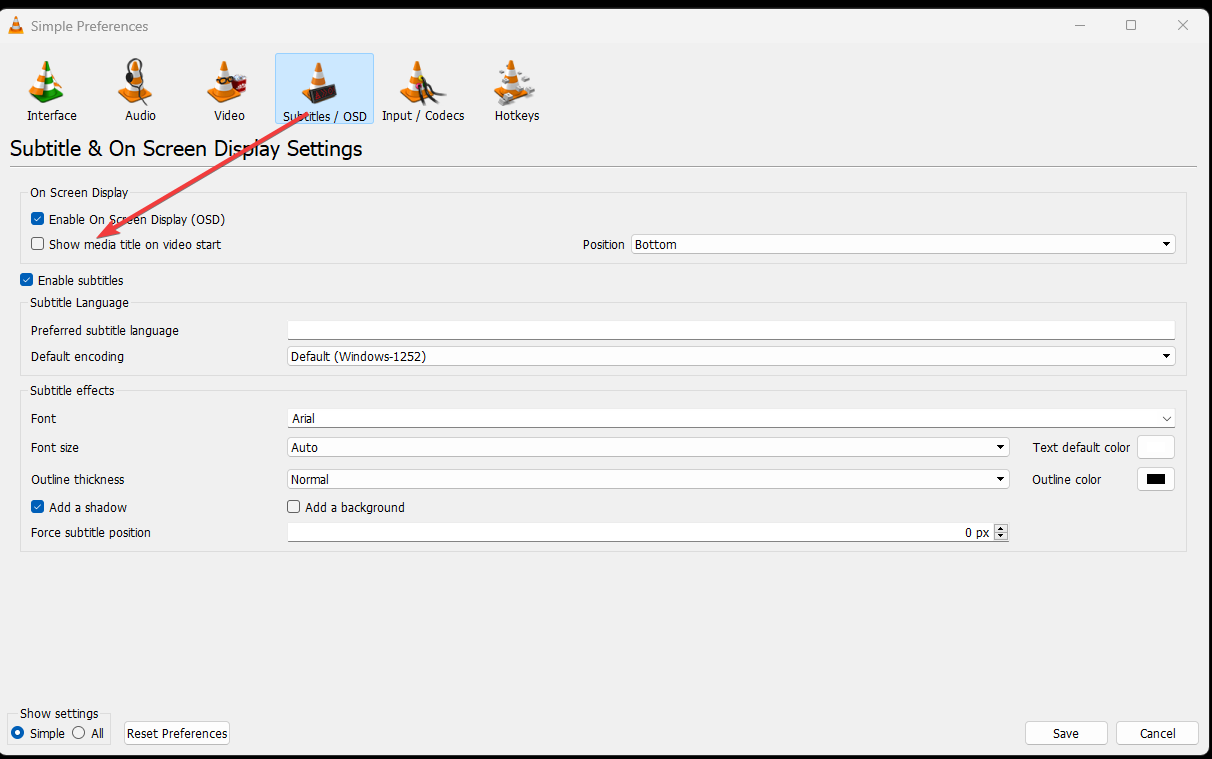 Simple Preferences
Interface Audio Video Subtitles / OSD Input / Codecs Hotkeys
Subtitle & On Screen Display Settings
On Screen Display
Enable On Screen Display (OSD)
Show media title on video start Position Bottom
Enable subtitles
Subtitle Language
Preferred subtitle language
Default encoding Default (Windows-1252)
Subtitle effects
Font Arial
Font size Auto Text default color
Outline thickness Normal Outline color
Add a shadow Add a background
Force subtitle position 0 px
Show settings
Simple All Reset Preferences Save Cancel